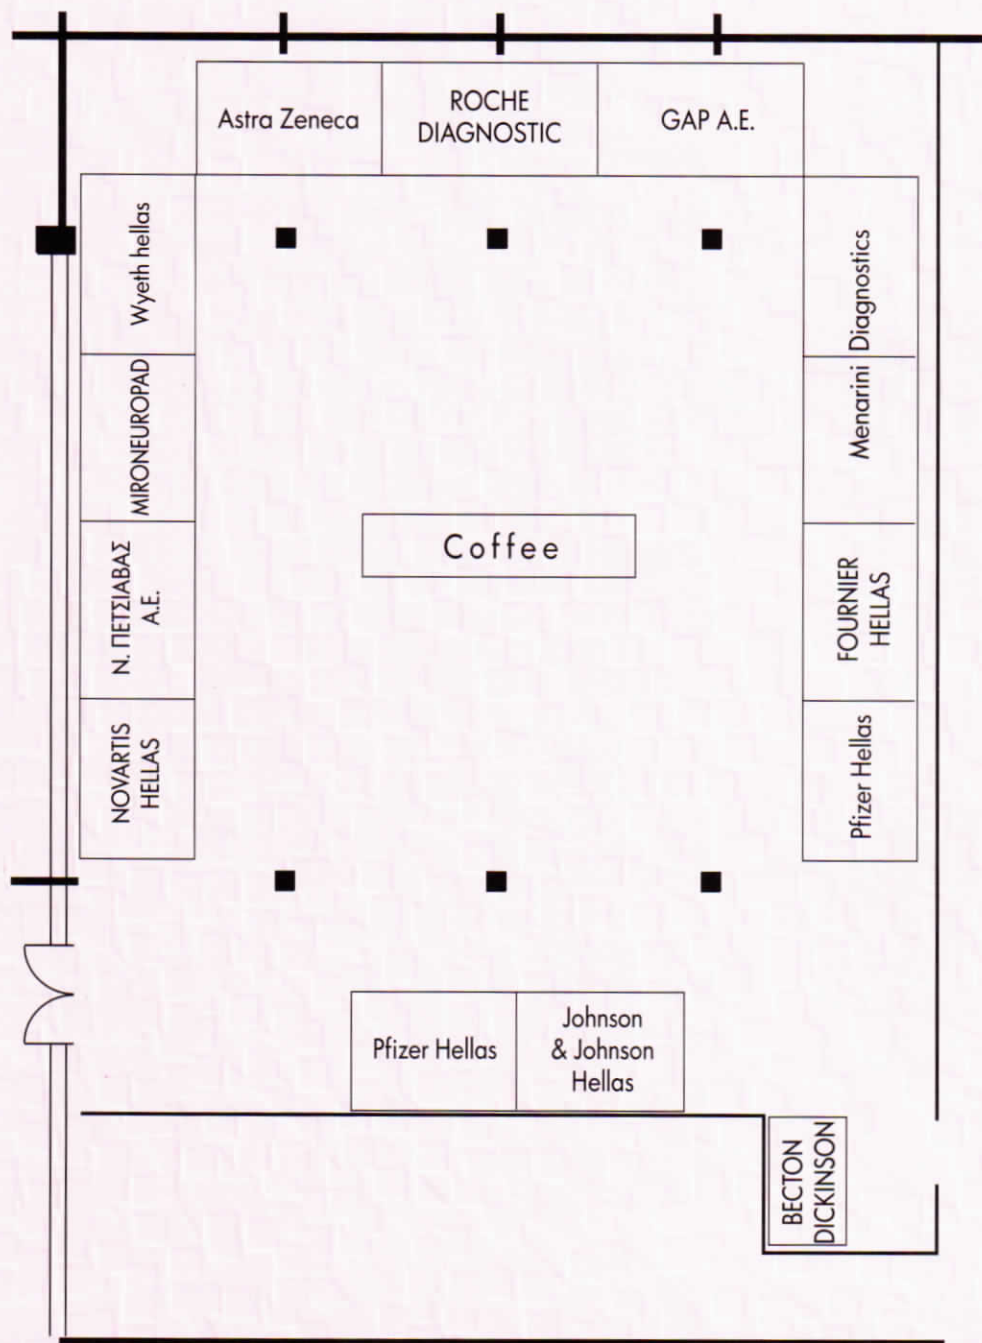 Astra Zeneca
ROCHE
DIAGNOSTIC
GAP A.E.
Wyeth hellas
MIRONEUROPAD
Ν. ΠΕΤΣΙΑΒΑΣ
Α.Ε.
NOVARTIS
HELLAS
Coffee
Menarini Diagnostics
FOURNIER
HELLAS
Pfizer Hellas
Pfizer Hellas
Johnson
& Johnson
Hellas
BECTON
DICKINSON